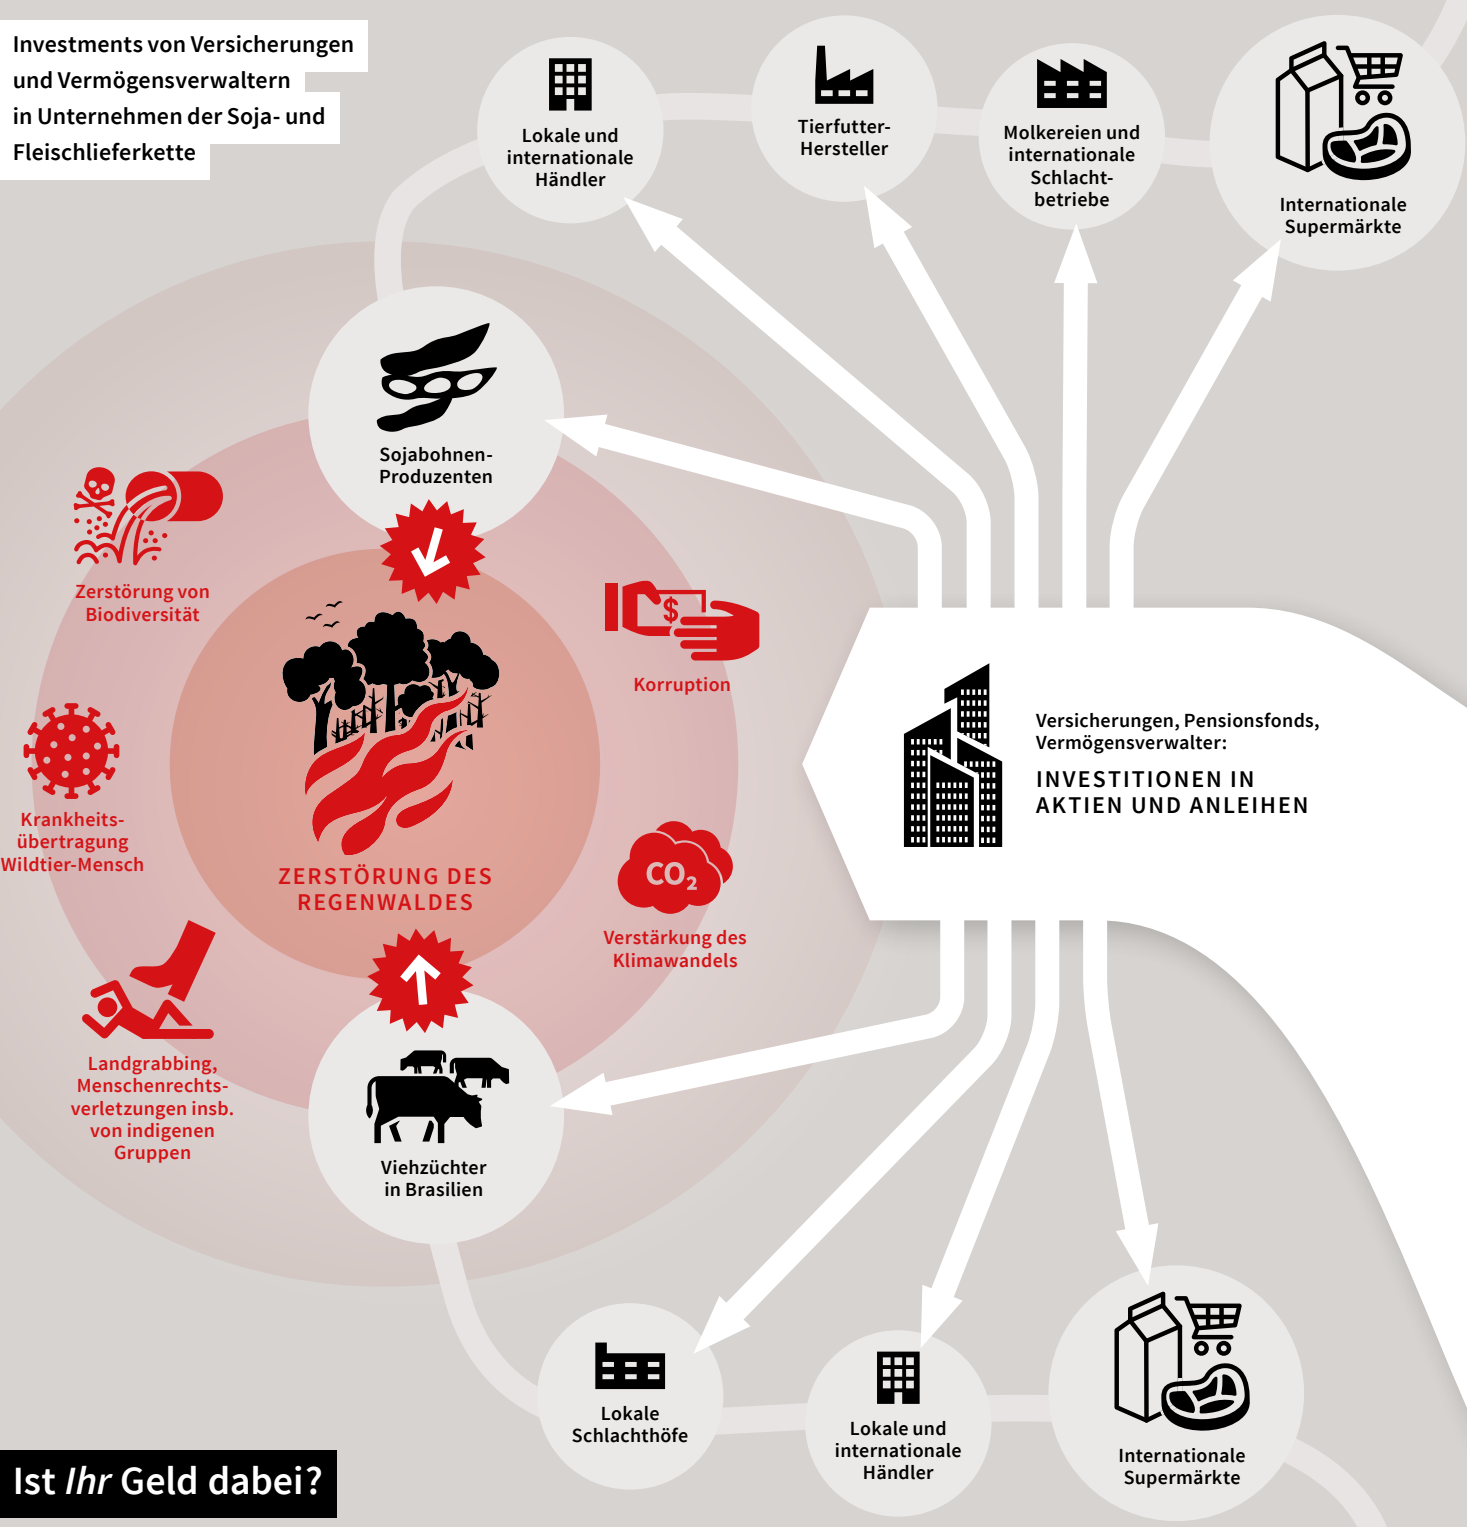 Investments von Versicherungen
und Vermögensverwaltern
in Unternehmen der Soja- und
Fleischlieferkette
Lokale und
internationale
Händler
Tierfutter-
Hersteller
Molkereien und
internationale
Schlacht-
betriebe
Internationale
Supermärkte
Sojabohnen-
Produzenten
Zerstörung von
Biodiversität
$
Korruption
Krankheits-
übertragung
Wildtier-Mensch
ZERSTÖRUNG DES
REGENWALDES
CO2
Verstärkung des
Klimawandels
Landgrabbing,
Menschenrechts-
verletzungen insb.
von indigenen
Gruppen
Viehzüchter
in Brasilien
Versicherungen, Pensionsfonds,
Vermögensverwalter:
INVESTITIONEN IN
AKTIEN UND ANLEIHEN
Lokale
Schlachthöfe
Lokale und
internationale
Händler
Internationale
Supermärkte
Ist Ihr Geld dabei?